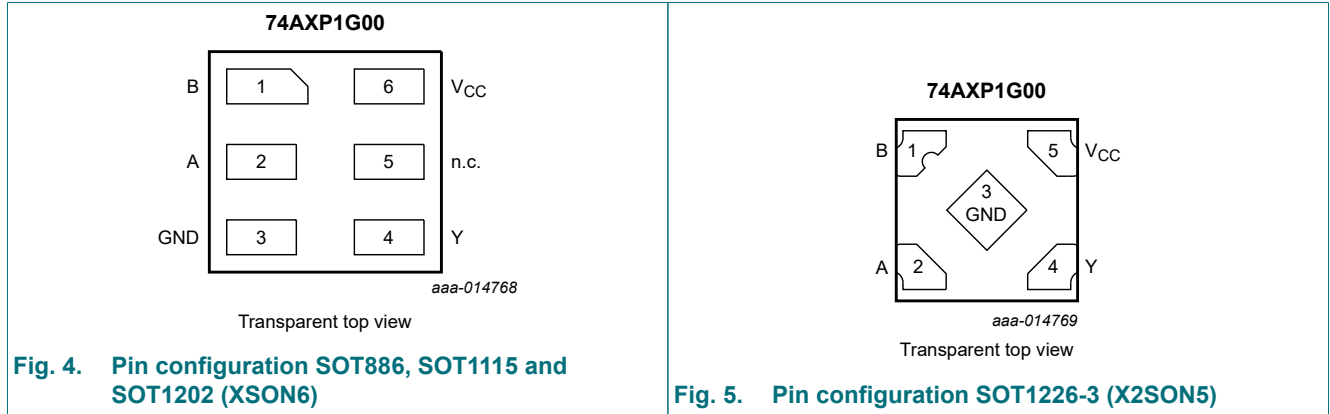 74AXP1G00
B 1 6 VCC
A 2 5 n.c.
GND 3 4 Y
aaa-014768
Transparent top view
Fig. 4. Pin configuration SOT886, SOT1115 and
SOT1202 (XSON6)
74AXP1G00
B 1 5 VCC
3
GND
A 2 4 Y
aaa-014769
Transparent top view
Fig. 5. Pin configuration SOT1226-3 (X2SON5)